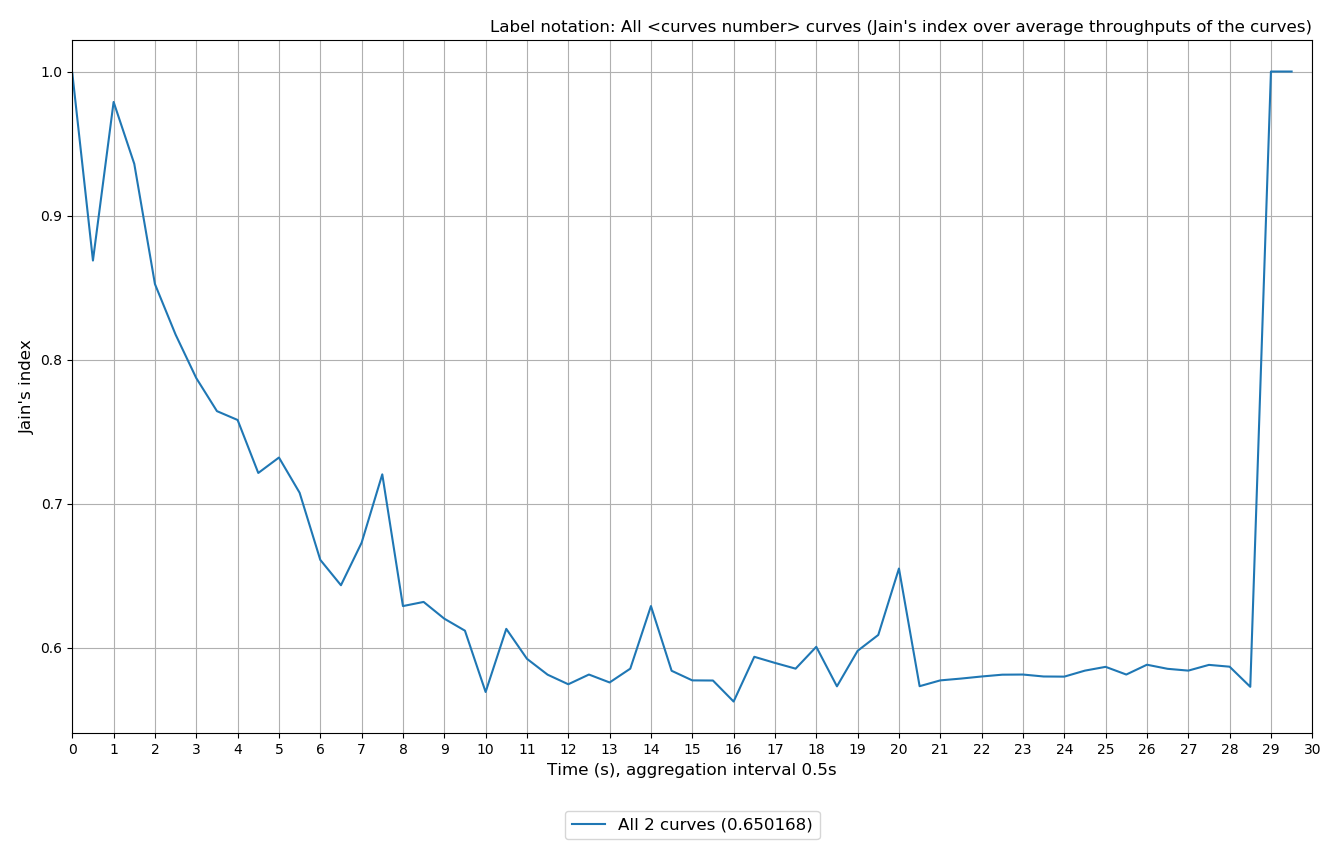 Label notation: All <curves number> curves (Jain's index over average throughputs of the curves)
1.0
0.9
0.8
0.7
0.6
Jain's index
0 1 2 3 4 5 6 7 8 9 10 11 12 13 14 15 16 17 18 19 20 21 22 23 24 25 26 27 28 29 30
Time (s), aggregation interval 0.5s
All 2 curves (0.650168)